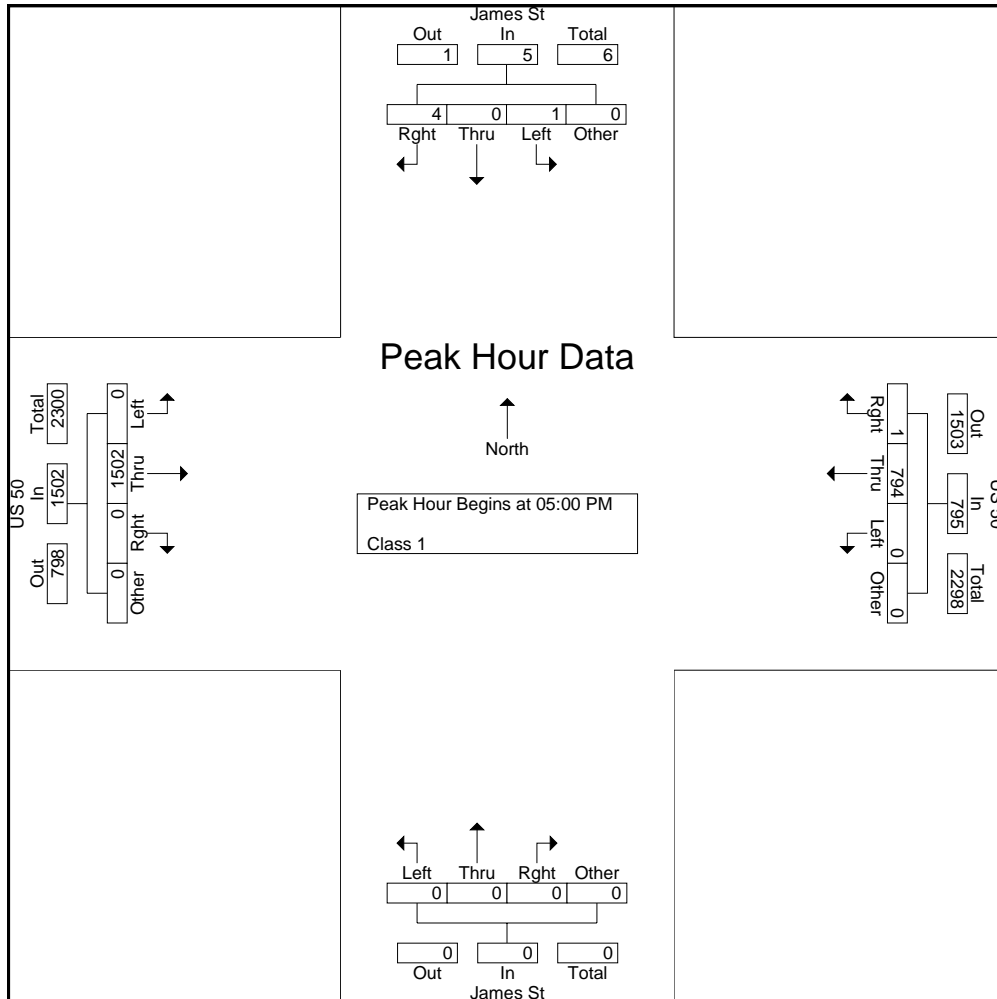 James St
Out In Total
1 5 6
4 0 1 0
Rght Thru Left Other
Peak Hour Data
North
Peak Hour Begins at 05:00 PM
Class 1
US 50
Total In Out
2300 1502 798
0 1502 0 0
Left Thru Rght Other
US 50
Out In Total
1503 795 2298
1 794 0 0
Rght Thru Left Other
Left Thru Rght Other
0 0 0 0
0 0 0
Out In Total
James St